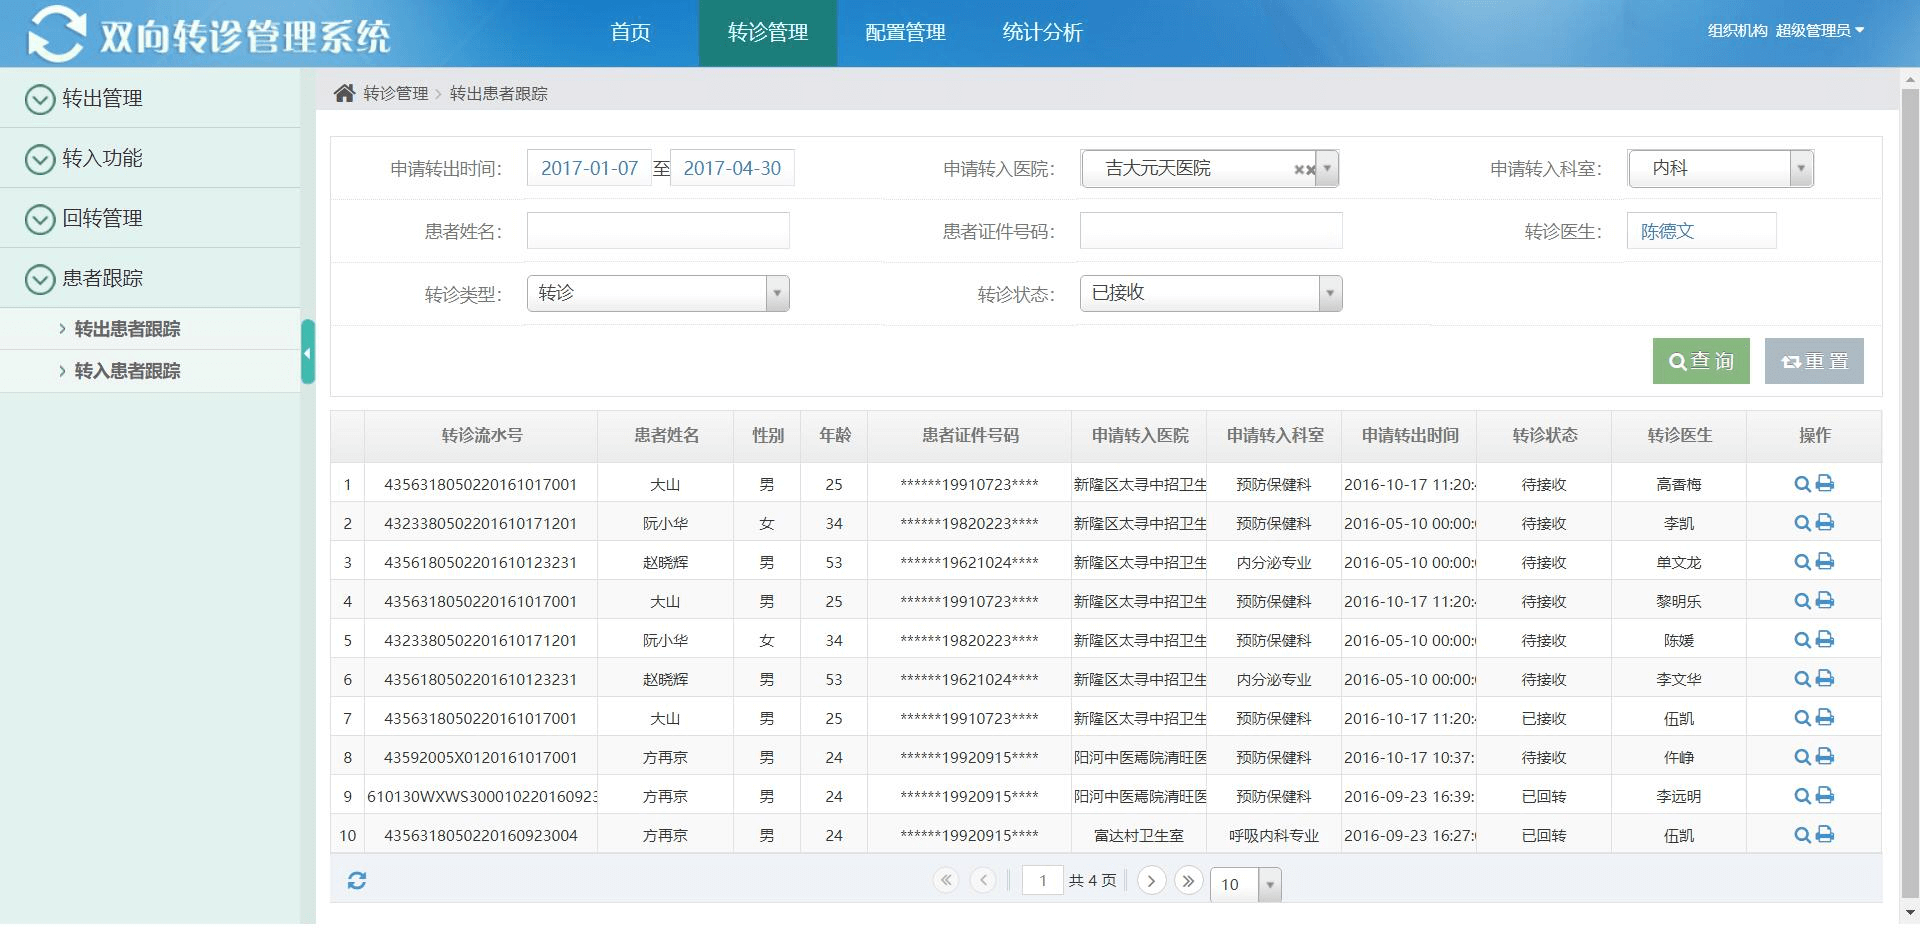 双向转诊管理系统 首页 转诊管理 配置管理 统计分析 组织机构 超级管理员
转出管理
转入功能
回转管理
患者跟踪
转出患者跟踪
转入患者跟踪
转诊管理 > 转出患者跟踪
申请转出时间： 2017-01-07 至 2017-04-30 申请转入医院： 吉大元天医院 申请转入科室： 内科
患者姓名： 患者证件号码： 转诊医生： 陈德文
转诊类型： 转诊 转诊状态： 已接收
查 询 重 置
转诊流水号 患者姓名 性别 年龄 患者证件号码 申请转入医院 申请转入科室 申请转出时间 转诊状态 转诊医生 操作
1 4356318050220161017001 大山 男 25 ******19910723**** 新隆区太寻中招卫生 预防保健科 2016-10-17 11:20: 待接收 高香梅
2 4323380502201610171201 阮小华 女 34 ******19820223**** 新隆区太寻中招卫生 预防保健科 2016-05-10 00:00: 待接收 李凯
3 4356180502201610123231 赵晓辉 男 53 ******19621024**** 新隆区太寻中招卫生 内分泌专业 2016-05-10 00:00: 待接收 单文龙
4 4356318050220161017001 大山 男 25 ******19910723**** 新隆区太寻中招卫生 预防保健科 2016-10-17 11:20: 待接收 黎明乐
5 4323380502201610171201 阮小华 女 34 ******19820223**** 新隆区太寻中招卫生 预防保健科 2016-05-10 00:00: 待接收 陈媛
6 4356180502201610123231 赵晓辉 男 53 ******19621024**** 新隆区太寻中招卫生 内分泌专业 2016-05-10 00:00: 待接收 李文华
7 4356318050220161017001 大山 男 25 ******19910723**** 新隆区太寻中招卫生 预防保健科 2016-10-17 11:20: 已接收 伍凯
8 43592005X0120161017001 方再京 男 24 ******19920915**** 阳河中医焉院清旺医 预防保健科 2016-10-17 10:37: 待接收 仵峥
9 610130WXWS300010220160923 方再京 男 24 ******19920915**** 阳河中医焉院清旺医 预防保健科 2016-09-23 16:39: 已回转 李远明
10 4356318050220160923004 方再京 男 24 ******19920915**** 富达村卫生室 呼吸内科专业 2016-09-23 16:27: 已回转 伍凯
1 共 4 页 10